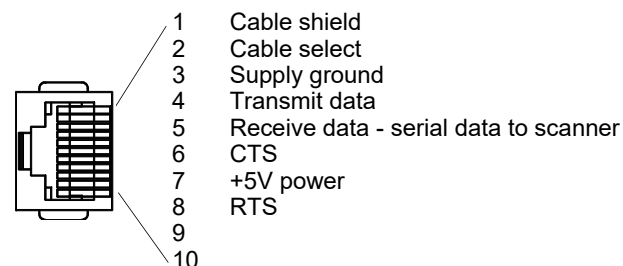 1 Cable shield
2 Cable select
3 Supply ground
4 Transmit data
5 Receive data - serial data to scanner
6 CTS
7 +5V power
8 RTS
9
10